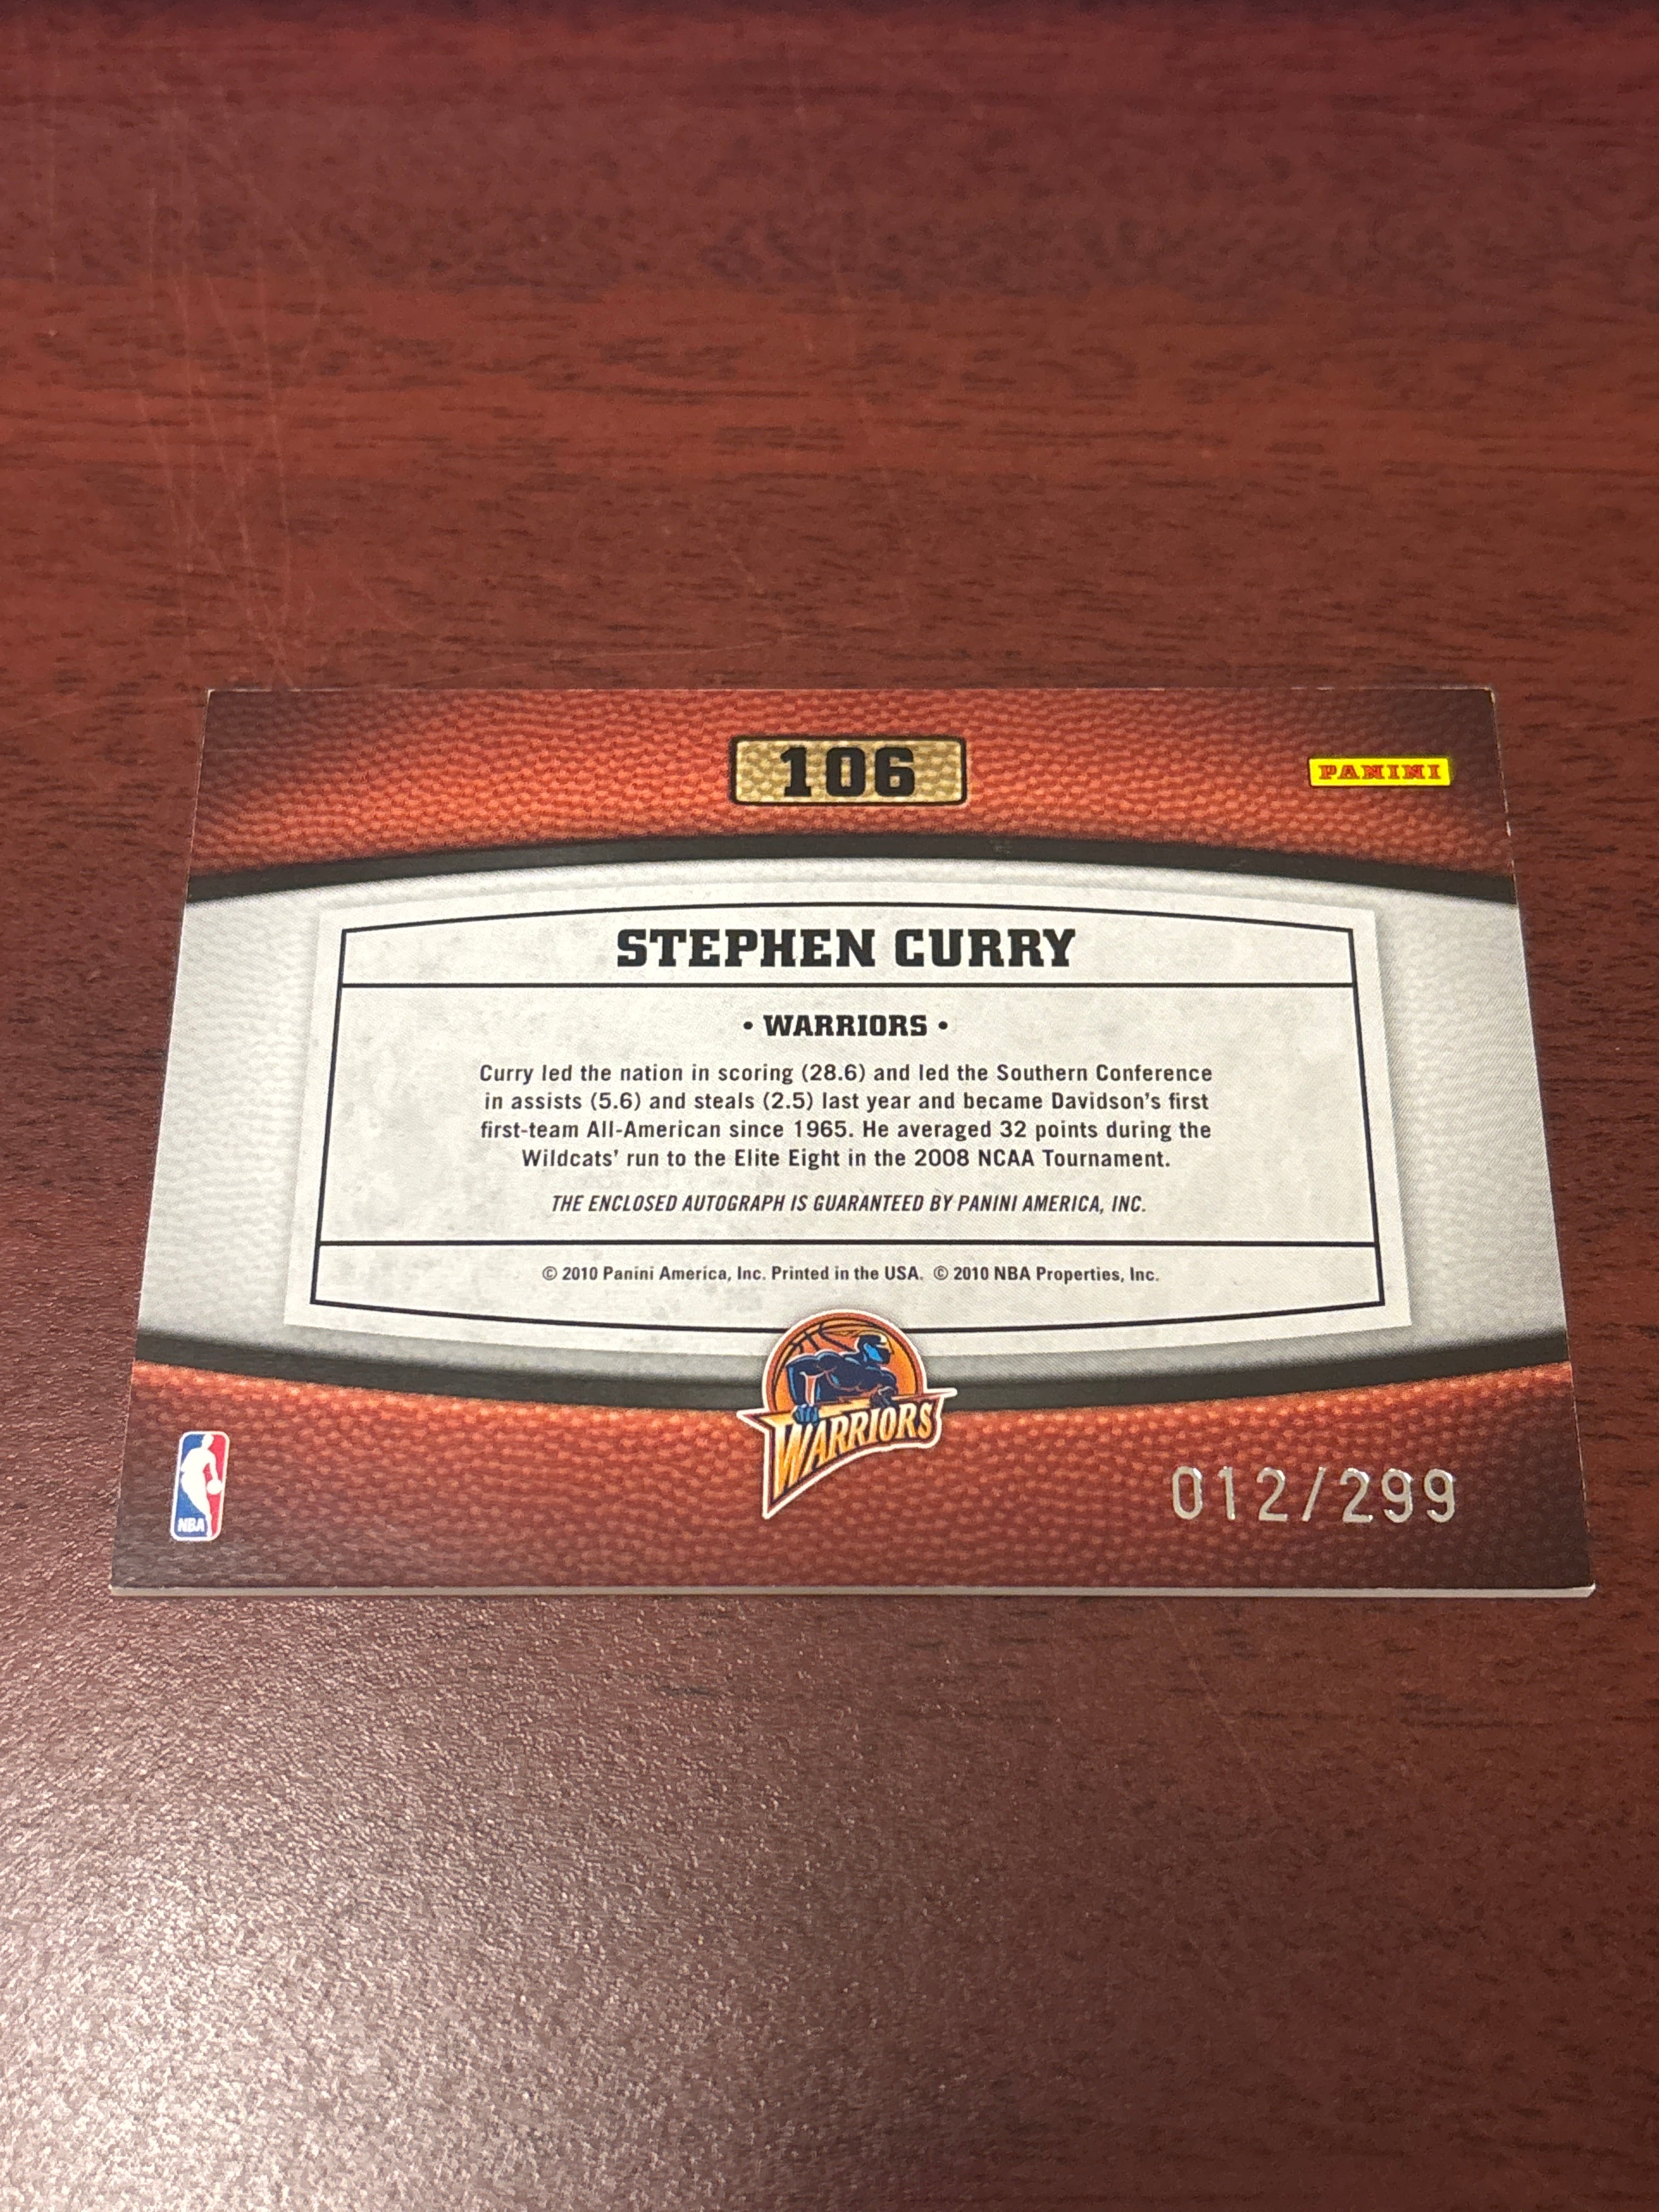 106
PANINI
STEPHEN CURRY
• WARRIORS •
Curry led the nation in scoring (28.6) and led the Southern Conference
in assists (5.6) and steals (2.5) last year and became Davidson's first
first-team All-American since 1965. He averaged 32 points during the
Wildcats' run to the Elite Eight in the 2008 NCAA Tournament.
THE ENCLOSED AUTOGRAPH IS GUARANTEED BY PANINI AMERICA, INC.
© 2010 Panini America, Inc. Printed in the USA. © 2010 NBA Properties, Inc.
WARRIORS
NBA
012/299